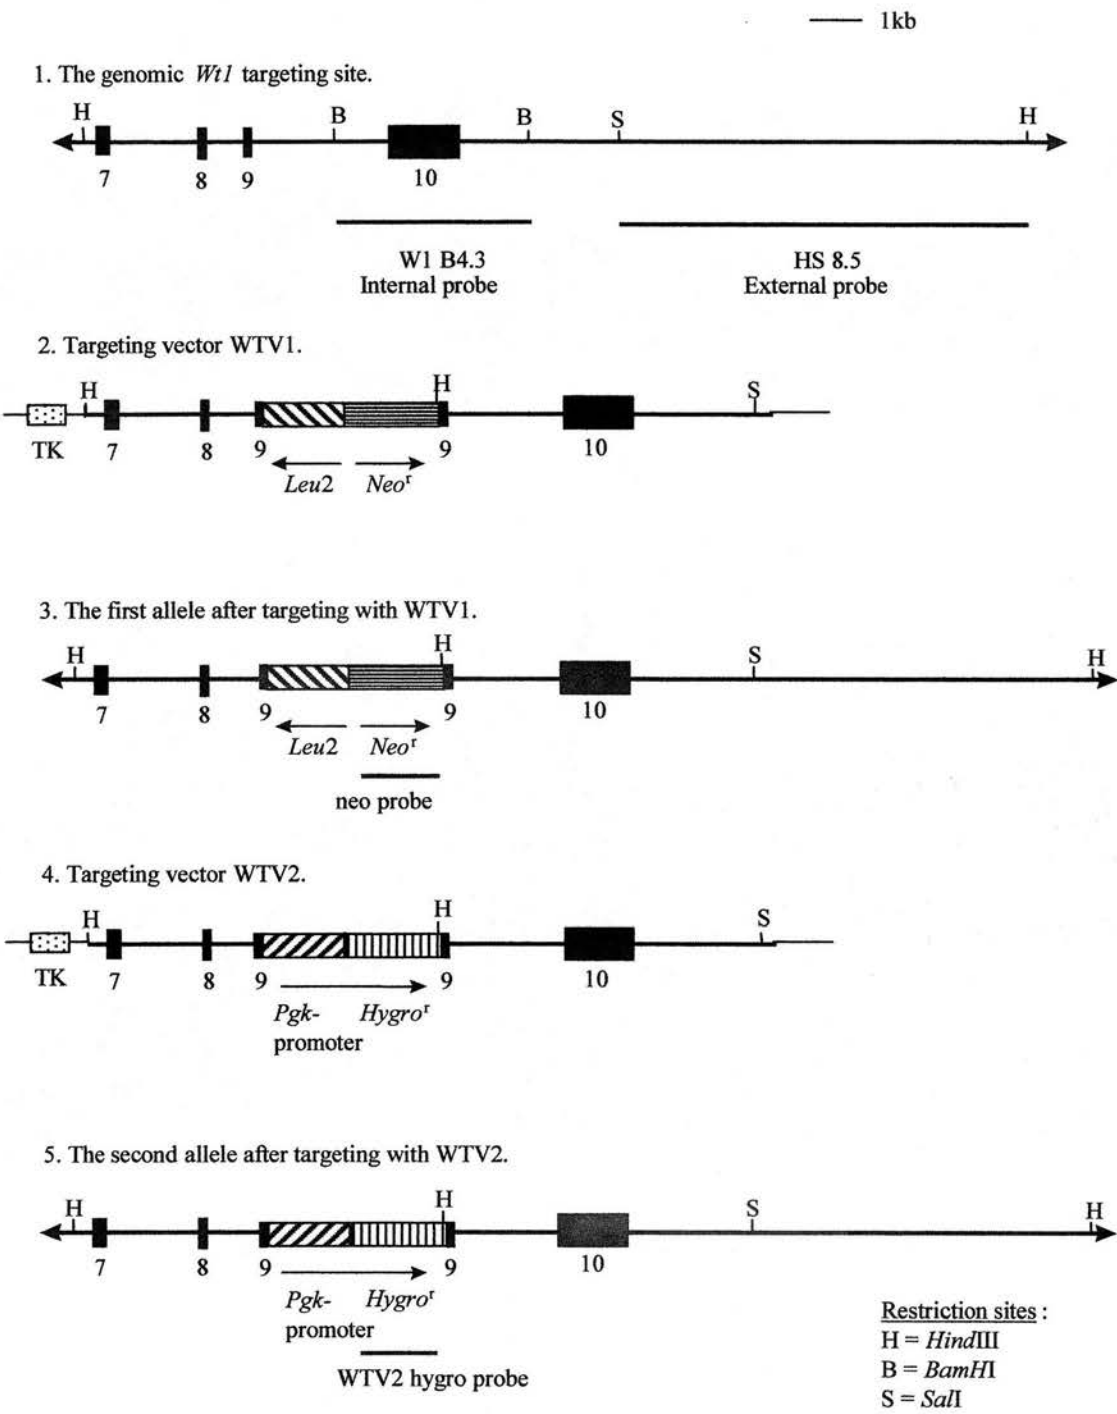 1kb
1. The genomic Wt1 targeting site.
H B B S H
7 8 9 10
W1 B4.3 HS 8.5
Internal probe External probe
2. Targeting vector WTV1.
H H S
TK 7 8 9 9 10
Leu2 Neoʳ
3. The first allele after targeting with WTV1.
H H S H
7 8 9 9 10
Leu2 Neoʳ
neo probe
4. Targeting vector WTV2.
H H S
TK 7 8 9 9 10
Pgk- Hygroʳ
promoter
5. The second allele after targeting with WTV2.
H H S H
7 8 9 9 10
Pgk- Hygroʳ
promoter
WTV2 hygro probe
Restriction sites :
H = HindIII
B = BamHI
S = SalI